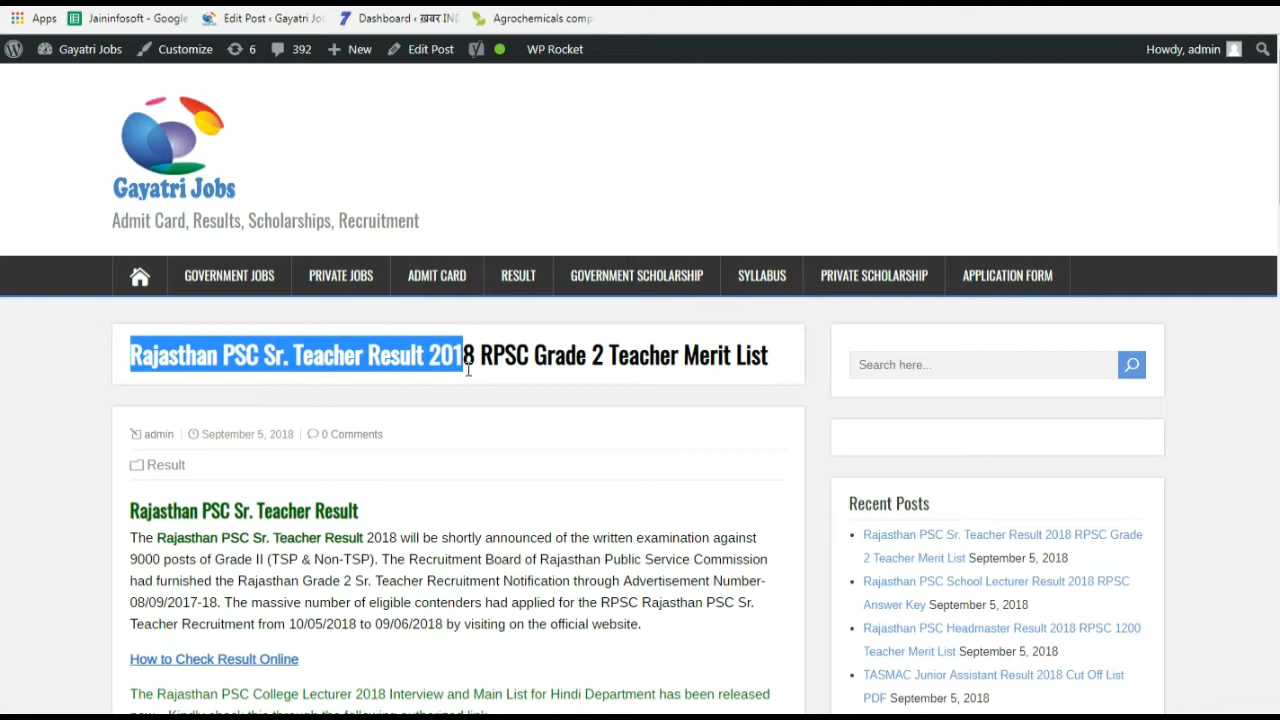 Apps Jaininfosoft - Google Edit Post ‹ Gayatri Jo Dashboard ‹ ख़बर IND Agrochemicals comp
Gayatri Jobs Customize 6 392 New Edit Post WP Rocket Howdy, admin
Gayatri Jobs
Admit Card, Results, Scholarships, Recruitment
GOVERNMENT JOBS PRIVATE JOBS ADMIT CARD RESULT GOVERNMENT SCHOLARSHIP SYLLABUS PRIVATE SCHOLARSHIP APPLICATION FORM
Rajasthan PSC Sr. Teacher Result 2018 RPSC Grade 2 Teacher Merit List
admin September 5, 2018 0 Comments
Result
Rajasthan PSC Sr. Teacher Result
The Rajasthan PSC Sr. Teacher Result 2018 will be shortly announced of the written examination against
9000 posts of Grade II (TSP & Non-TSP). The Recruitment Board of Rajasthan Public Service Commission
had furnished the Rajasthan Grade 2 Sr. Teacher Recruitment Notification through Advertisement Number-
08/09/2017-18. The massive number of eligible contenders had applied for the RPSC Rajasthan PSC Sr.
Teacher Recruitment from 10/05/2018 to 09/06/2018 by visiting on the official website.
How to Check Result Online
The Rajasthan PSC College Lecturer 2018 Interview and Main List for Hindi Department has been released
Search here...
Recent Posts
Rajasthan PSC Sr. Teacher Result 2018 RPSC Grade
2 Teacher Merit List September 5, 2018
Rajasthan PSC School Lecturer Result 2018 RPSC
Answer Key September 5, 2018
Rajasthan PSC Headmaster Result 2018 RPSC 1200
Teacher Merit List September 5, 2018
TASMAC Junior Assistant Result 2018 Cut Off List
PDF September 5, 2018